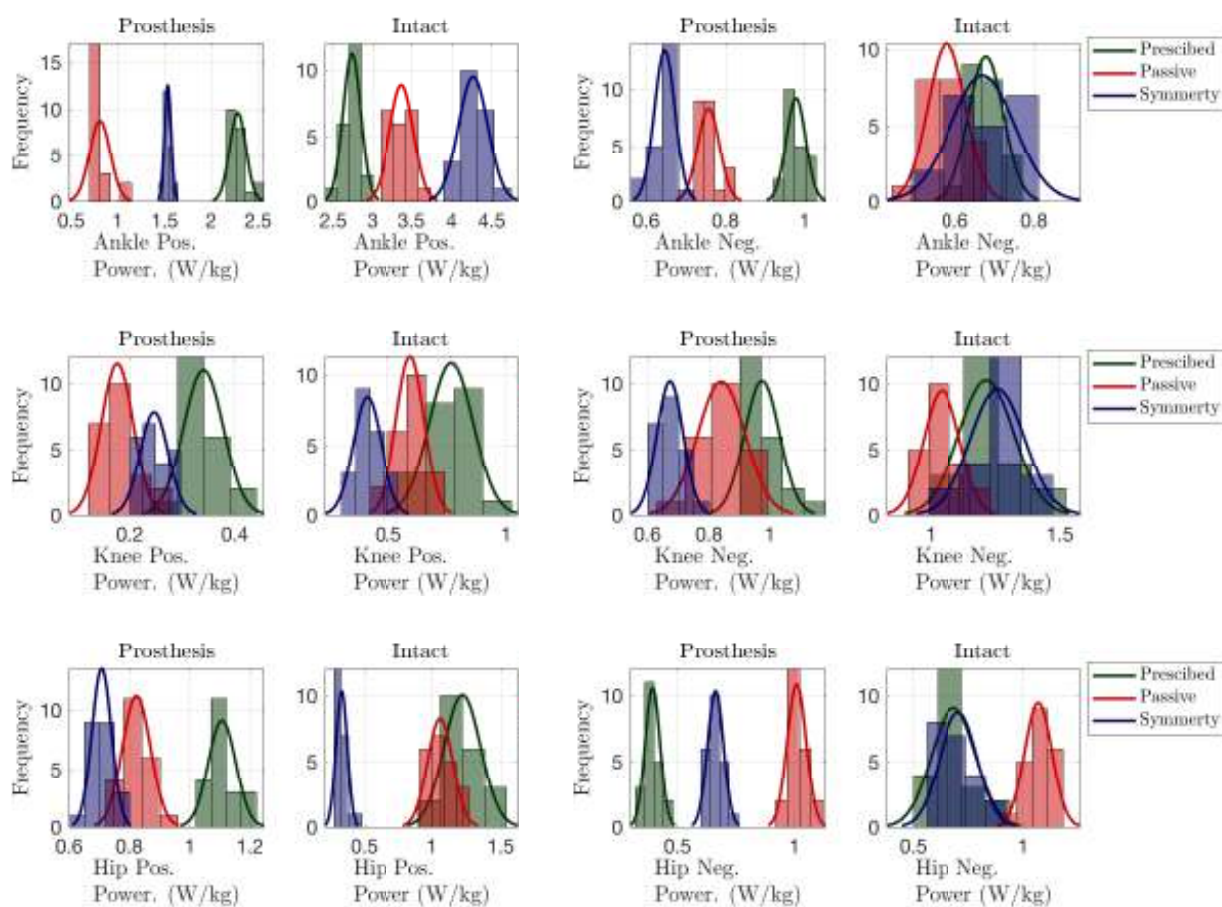 Prosthesis Intact Prosthesis Intact
15 10 5 0
Frequency
0.5 1 1.5 2 2.5
Ankle Pos.
Power. (W/kg)
10 5 0
2.5 3 3.5 4 4.5
Ankle Pos.
Power (W/kg)
10 5 0
Frequency
0.6 0.8 1
Ankle Neg.
Power. (W/kg)
10 5 0
0.6 0.8
Ankle Neg.
Power (W/kg)
Prescibed
Passive
Symmerty
Prosthesis Intact Prosthesis Intact
10 5 0
Frequency
0.2 0.4
Knee Pos.
Power. (W/kg)
10 5 0
0.5 1
Knee Pos.
Power (W/kg)
10 5 0
Frequency
0.6 0.8 1
Knee Neg.
Power. (W/kg)
10 5 0
1 1.5
Knee Neg.
Power (W/kg)
Prescibed
Passive
Symmerty
Prosthesis Intact Prosthesis Intact
10 5 0
Frequency
0.6 0.8 1 1.2
Hip Pos.
Power. (W/kg)
10 5 0
0.5 1 1.5
Hip Pos.
Power (W/kg)
10 5 0
Frequency
0.5 1
Hip Neg.
Power. (W/kg)
10 5 0
0.5 1
Hip Neg.
Power (W/kg)
Prescibed
Passive
Symmerty